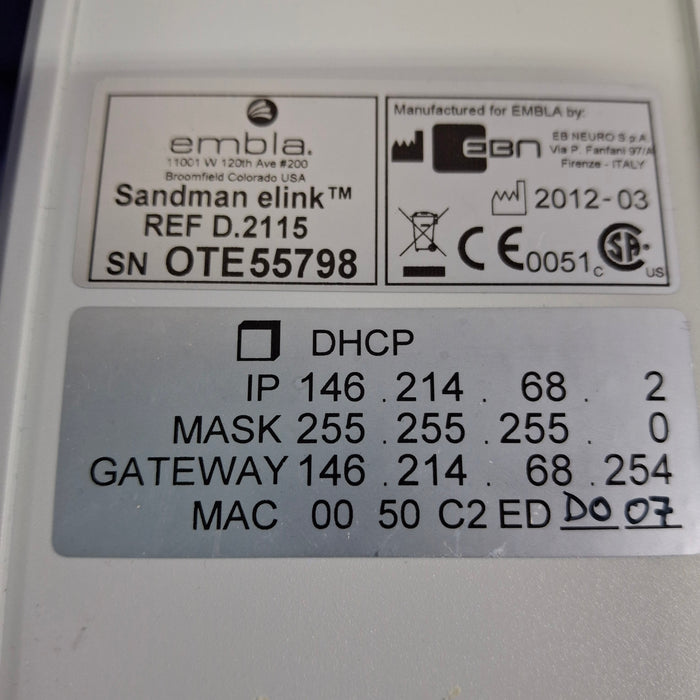 embla.
11001 W 120th Ave #200
Broomfield Colorado USA
Sandman elink™
REF D.2115
SN OTE55798
Manufactured for EMBLA by:
EBN
EB NEURO S.p.A.
Via P. Fanfani 97/A
Firenze - ITALY
2012-03
CE0051
C SA US
DHCP
IP 146 . 214 . 68 . 2
MASK 255 . 255 . 255 . 0
GATEWAY 146 . 214 . 68 . 254
MAC 00 50 C2 ED D0 07